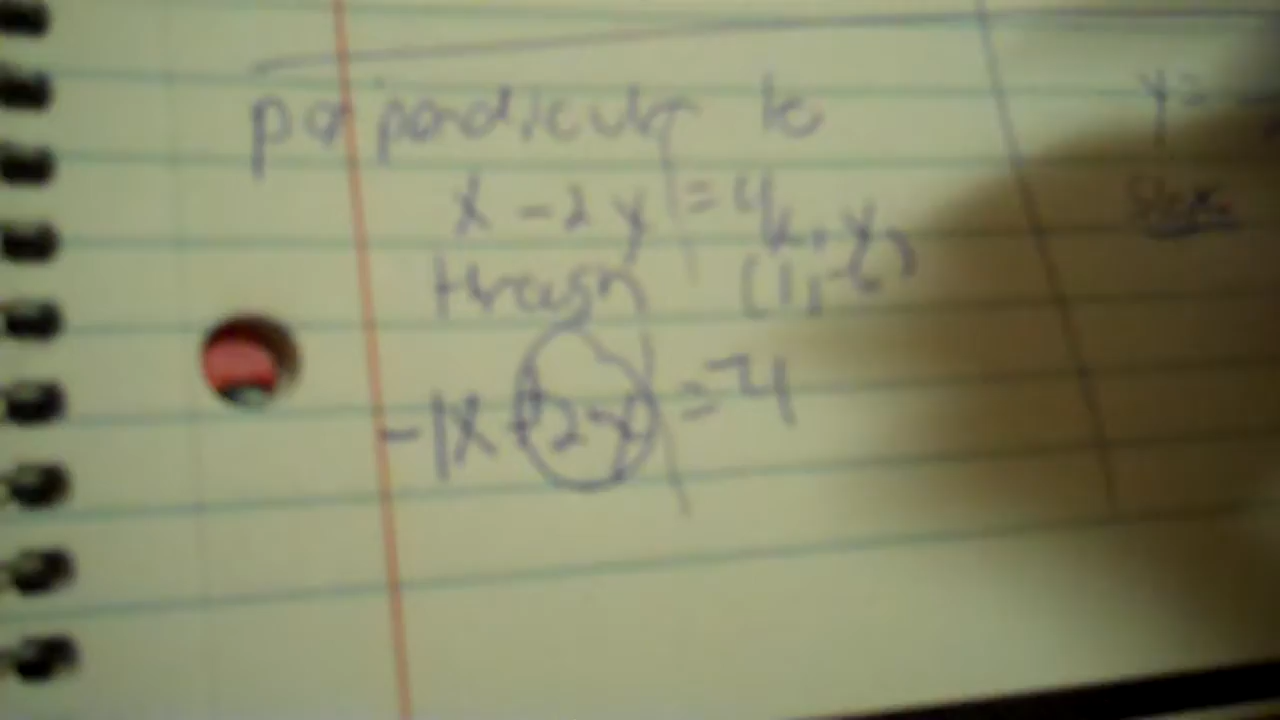 perpendicular to
x - 2y = 4
through (1, -6)
x, y
-1x + 2y = -4
y =